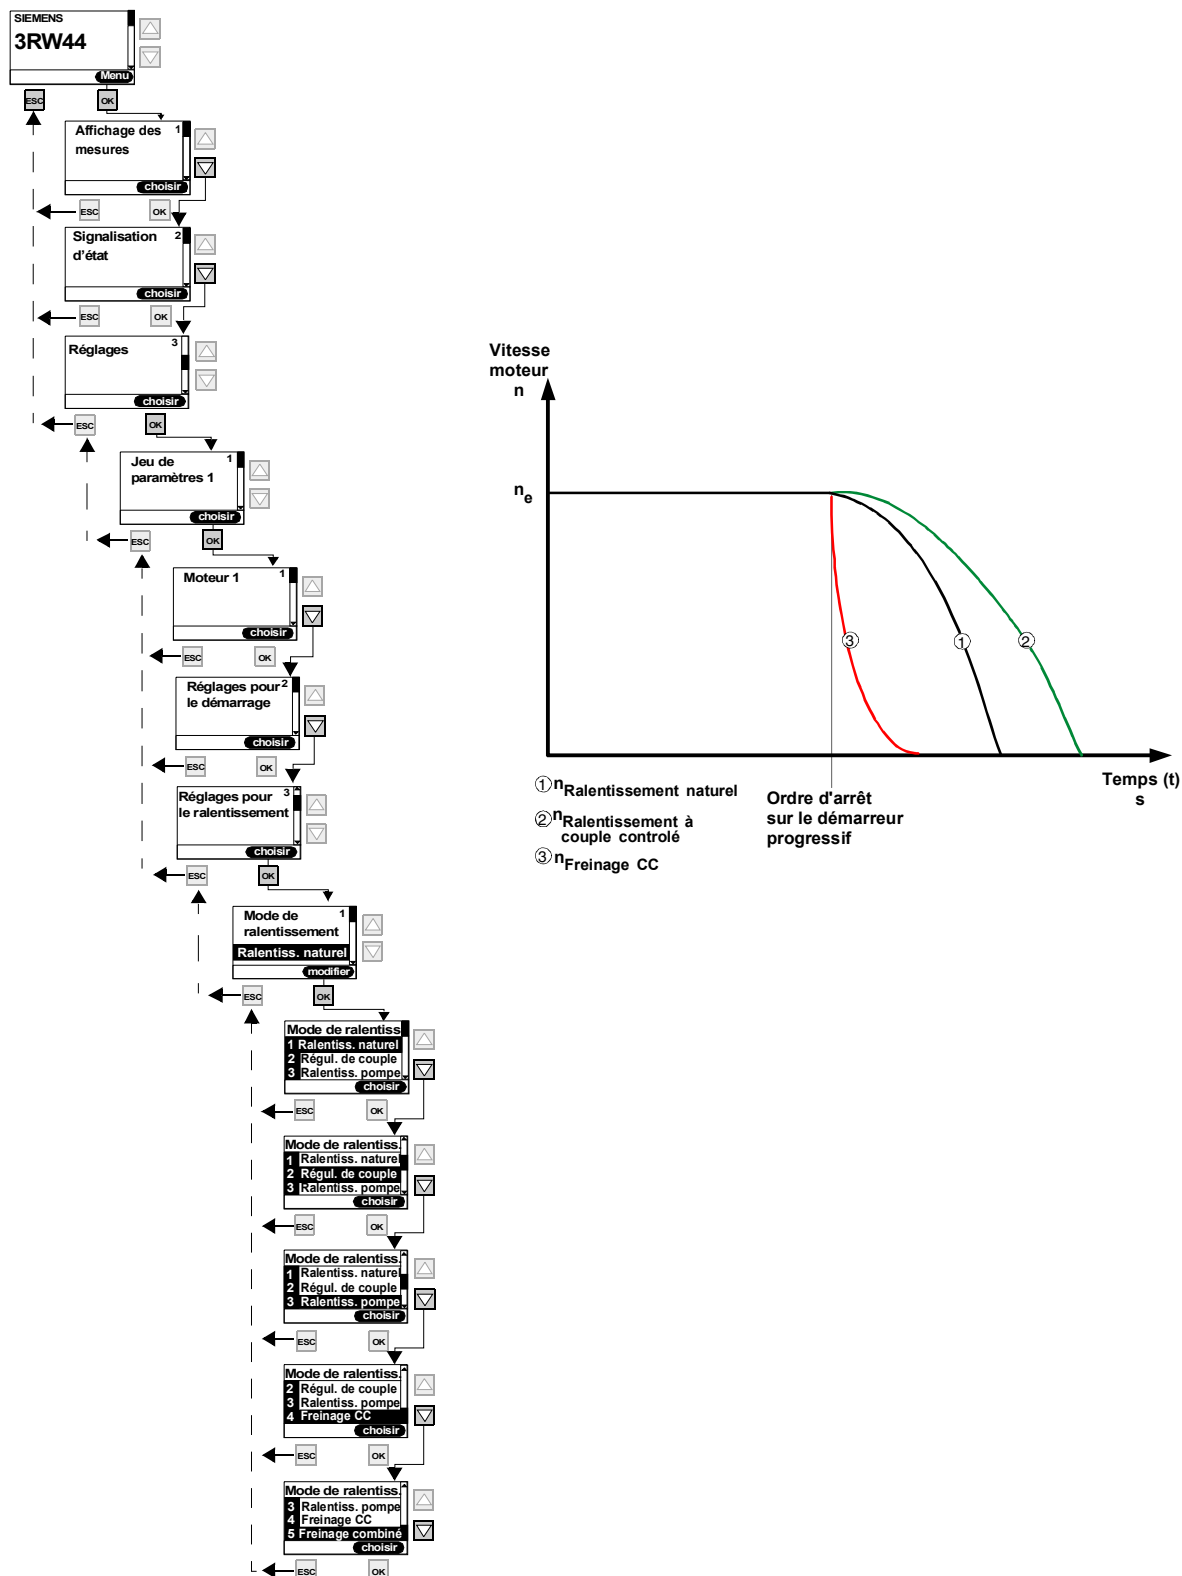 SIEMENS
3RW44
Menu
ESC
OK
Affichage des
mesures
1
choisir
ESC
OK
Signalisation
d'état
2
choisir
ESC
OK
Réglages
3
choisir
ESC
OK
Jeu de
paramètres 1
1
choisir
ESC
OK
Moteur 1
1
choisir
ESC
OK
Réglages pour
le démarrage
2
choisir
ESC
OK
Réglages pour
le ralentissement
3
choisir
ESC
OK
Mode de
ralentissement
1
Ralentiss. naturel
modifier
ESC
OK
Mode de ralentiss
1 Ralentiss. naturel
2 Régul. de couple
3 Ralentiss. pompe
choisir
ESC
OK
Mode de ralentiss.
1 Ralentiss. naturel
2 Régul. de couple
3 Ralentiss. pompe
choisir
ESC
OK
Mode de ralentiss.
1 Ralentiss. naturel
2 Régul. de couple
3 Ralentiss. pompe
choisir
ESC
OK
Mode de ralentiss.
2 Régul. de couple
3 Ralentiss. pompe
4 Freinage CC
choisir
ESC
OK
Mode de ralentiss.
3 Ralentiss. pompe
4 Freinage CC
5 Freinage combiné
choisir
ESC
OK
Vitesse
moteur
n
ne
3
1
2
Temps (t)
s
Ordre d'arrêt
sur le démarreur
progressif
① nRalentissement naturel
② nRalentissement à
couple controlé
③ nFreinage CC